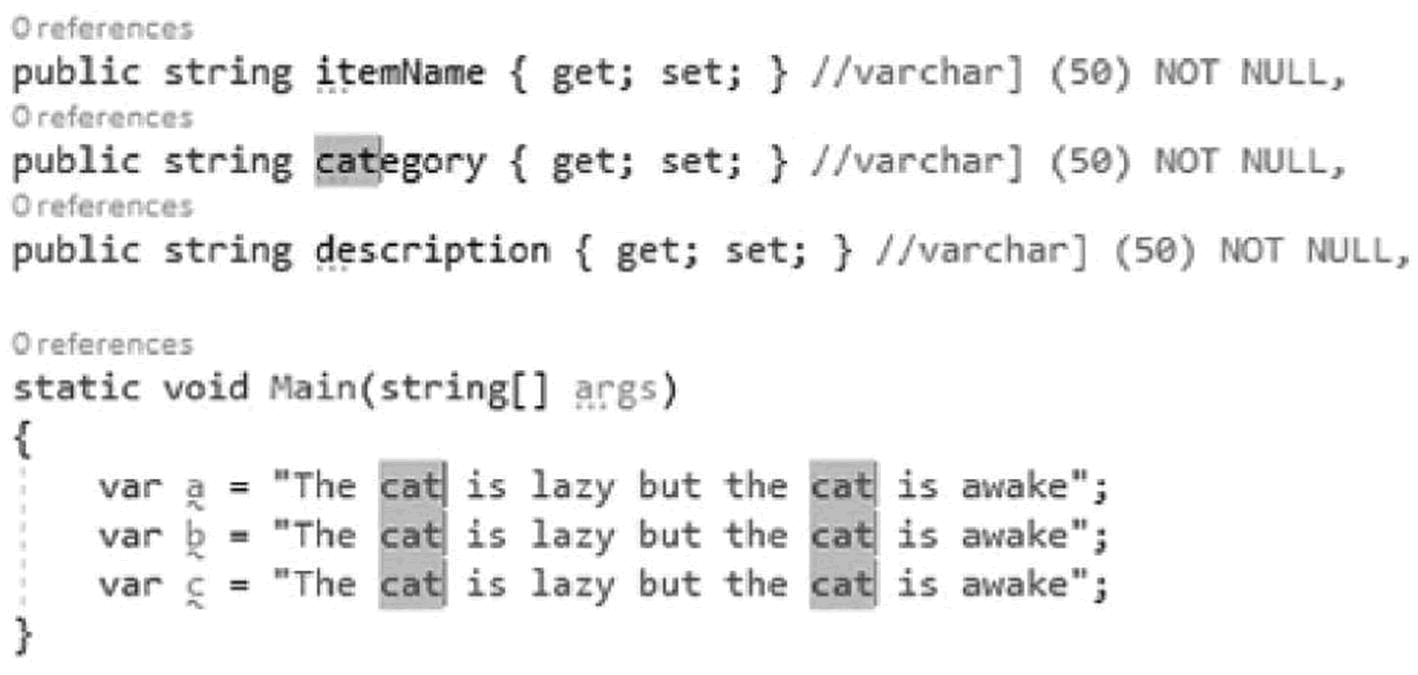 0 references
public string itemName { get; set; } //varchar] (50) NOT NULL,
0 references
public string category { get; set; } //varchar] (50) NOT NULL,
0 references
public string description { get; set; } //varchar] (50) NOT NULL,
0 references
static void Main(string[] args)
{
var a = "The cat is lazy but the cat is awake";
var b = "The cat is lazy but the cat is awake";
var c = "The cat is lazy but the cat is awake";
}